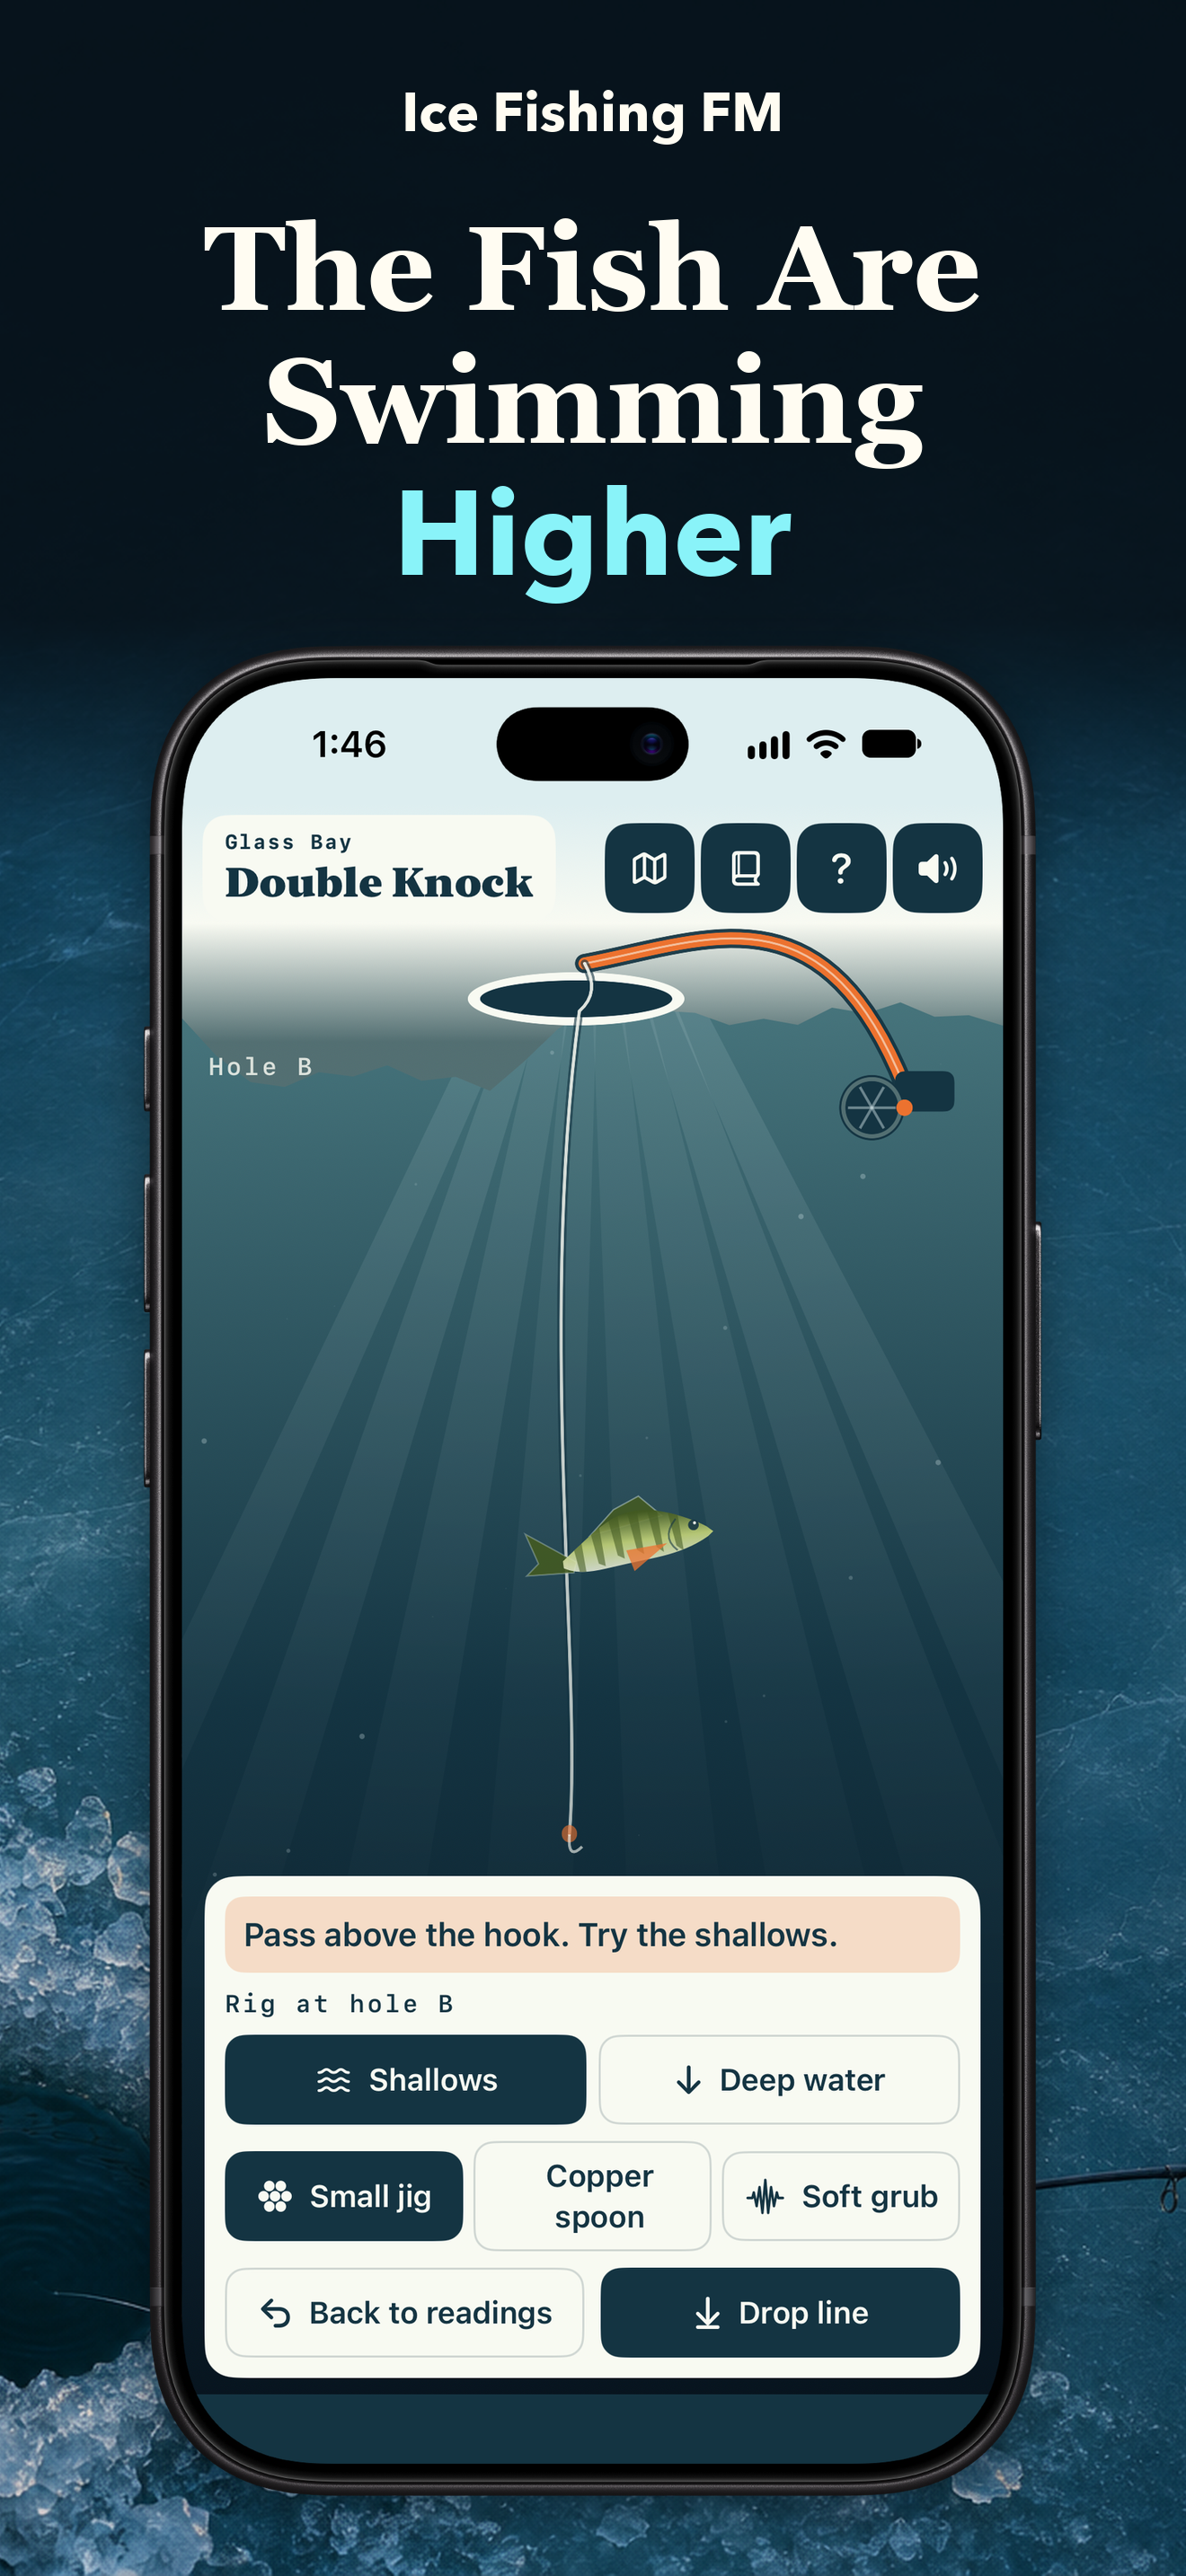 Ice Fishing FM
The Fish Are
Swimming
Higher
1:46
Glass Bay
Double Knock
?
Hole B
Pass above the hook. Try the shallows.
Rig at hole B
Shallows
Deep water
Small jig
Copper
spoon
Soft grub
Back to readings
Drop line